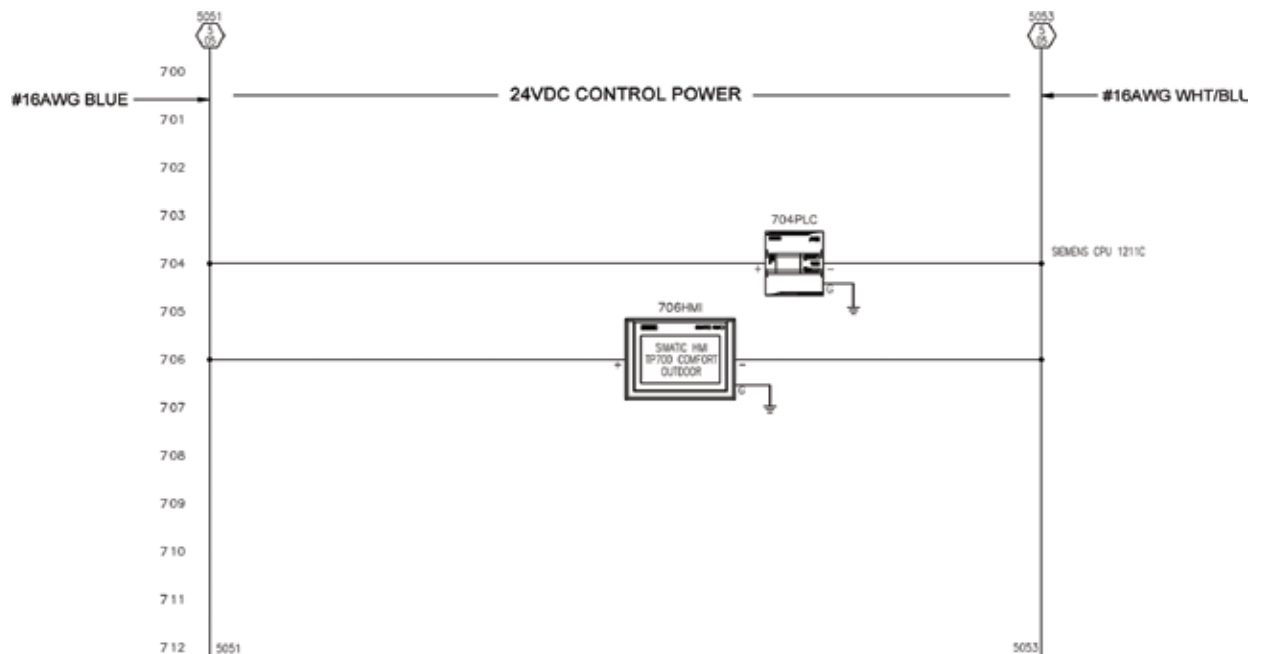 5051
5
05
5053
5
05
700
#16AWG BLUE
24VDC CONTROL POWER
#16AWG WHT/BLU
701
702
703
704PLC
704
+
-
SIEMENS CPU 1211C
G
705
706HMI
SIMATIC HMI
TP700 COMFORT
OUTDOOR
706
+
-
G
707
708
709
710
711
712
5051
5053